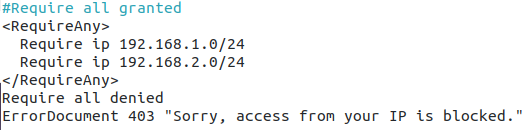 #Require all granted
<RequireAny>
  Require ip 192.168.1.0/24
  Require ip 192.168.2.0/24
</RequireAny>
Require all denied
ErrorDocument 403 "Sorry, access from your IP is blocked."